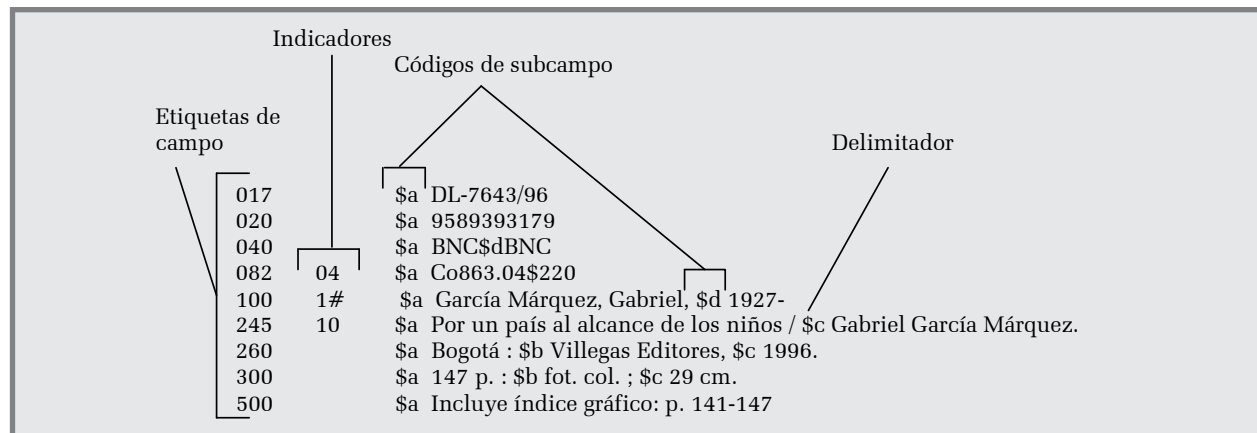 Indicadores
Códigos de subcampo
Etiquetas de
campo
Delimitador
017 $a DL-7643/96
020 $a 9589393179
040 $a BNC$dBNC
082 04 $a Co863.04$220
100 1# $a García Márquez, Gabriel, $d 1927-
245 10 $a Por un país al alcance de los niños / $c Gabriel García Márquez.
260 $a Bogotá : $b Villegas Editores, $c 1996.
300 $a 147 p. : $b fot. col. ; $c 29 cm.
500 $a Incluye índice gráfico: p. 141-147